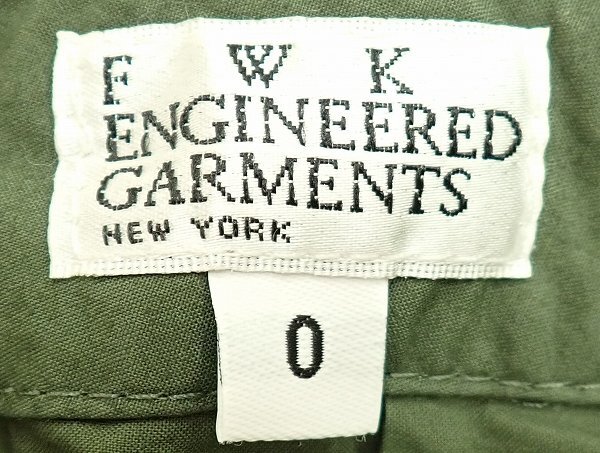 F W K
ENGINEERED
GARMENTS
NEW YORK
0